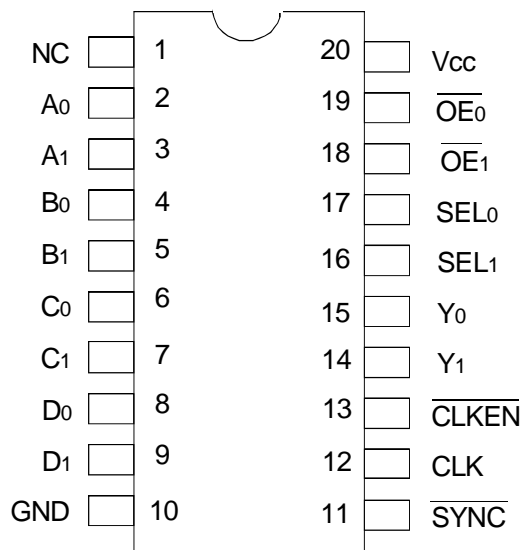 NC 1 20 Vcc
A0 2 19 OE0
A1 3 18 OE1
B0 4 17 SEL0
B1 5 16 SEL1
C0 6 15 Y0
C1 7 14 Y1
D0 8 13 CLKEN
D1 9 12 CLK
GND 10 11 SYNC